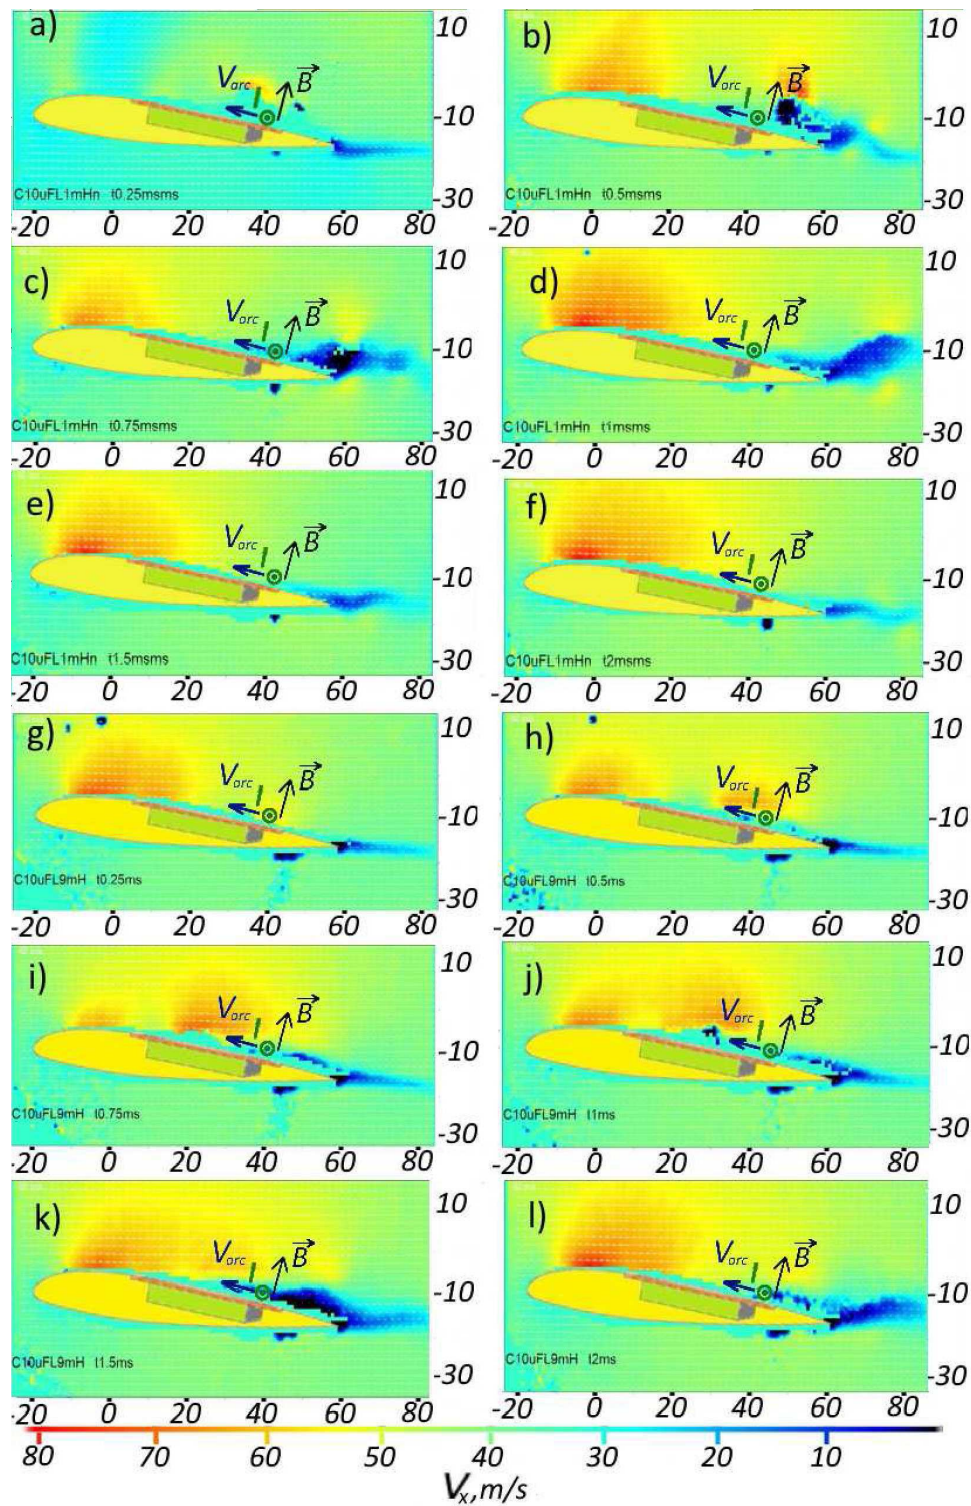 a) b)
10 10
V_arc I B V_arc I B
-10 -10
C10uFL1mHn t0.25msms C10uFL1mHn t0.5msms
-30 -30
-20 0 20 40 60 80 -20 0 20 40 60 80
c) d)
10 10
V_arc I B V_arc I B
-10 -10
C10uFL1mHn t0.75msms C10uFL1mHn t1msms
-30 -30
-20 0 20 40 60 80 -20 0 20 40 60 80
e) f)
10 10
V_arc I B V_arc I B
-10 -10
C10uFL1mHn t1.5msms C10uFL1mHn t2msms
-30 -30
-20 0 20 40 60 80 -20 0 20 40 60 80
g) h)
10 10
V_arc I B V_arc I B
-10 -10
C10uFL9mH t0.25ms C10uFL9mH t0.5ms
-30 -30
-20 0 20 40 60 80 -20 0 20 40 60 80
i) j)
10 10
V_arc I B V_arc I B
-10 -10
C10uFL9mH t0.75ms C10uFL9mH t1ms
-30 -30
-20 0 20 40 60 80 -20 0 20 40 60 80
k) l)
10 10
V_arc I B V_arc I B
-10 -10
C10uFL9mH t1.5ms C10uFL9mH t2ms
-30 -30
-20 0 20 40 60 80 -20 0 20 40 60 80
80 70 60 50 40 30 20 10
V_x, m/s